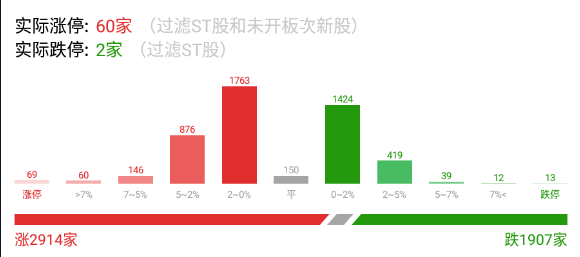 实际涨停: 60家 （过滤ST股和未开板次新股）
实际跌停: 2家 （过滤ST股）
69 60 146 876 1763 150 1424 419 39 12 13
涨停 >7% 7~5% 5~2% 2~0% 平 0~2% 2~5% 5~7% 7%< 跌停
涨2914家 跌1907家